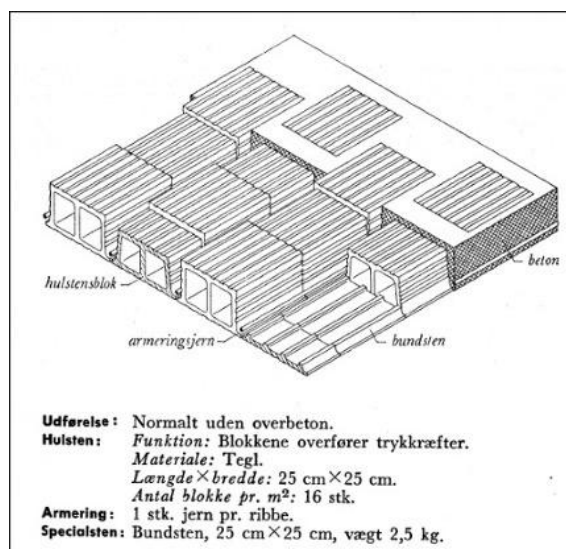 beton
hulstensblok
armeringsjern
bundsten
Udførelse: Normalt uden overbeton.
Hulsten: Funktion: Blokkene overfører trykkræfter.
Materiale: Tegl.
Længde×bredde: 25 cm×25 cm.
Antal blokke pr. m²: 16 stk.
Armering: 1 stk. jern pr. ribbe.
Specialsten: Bundsten, 25 cm×25 cm, vægt 2,5 kg.